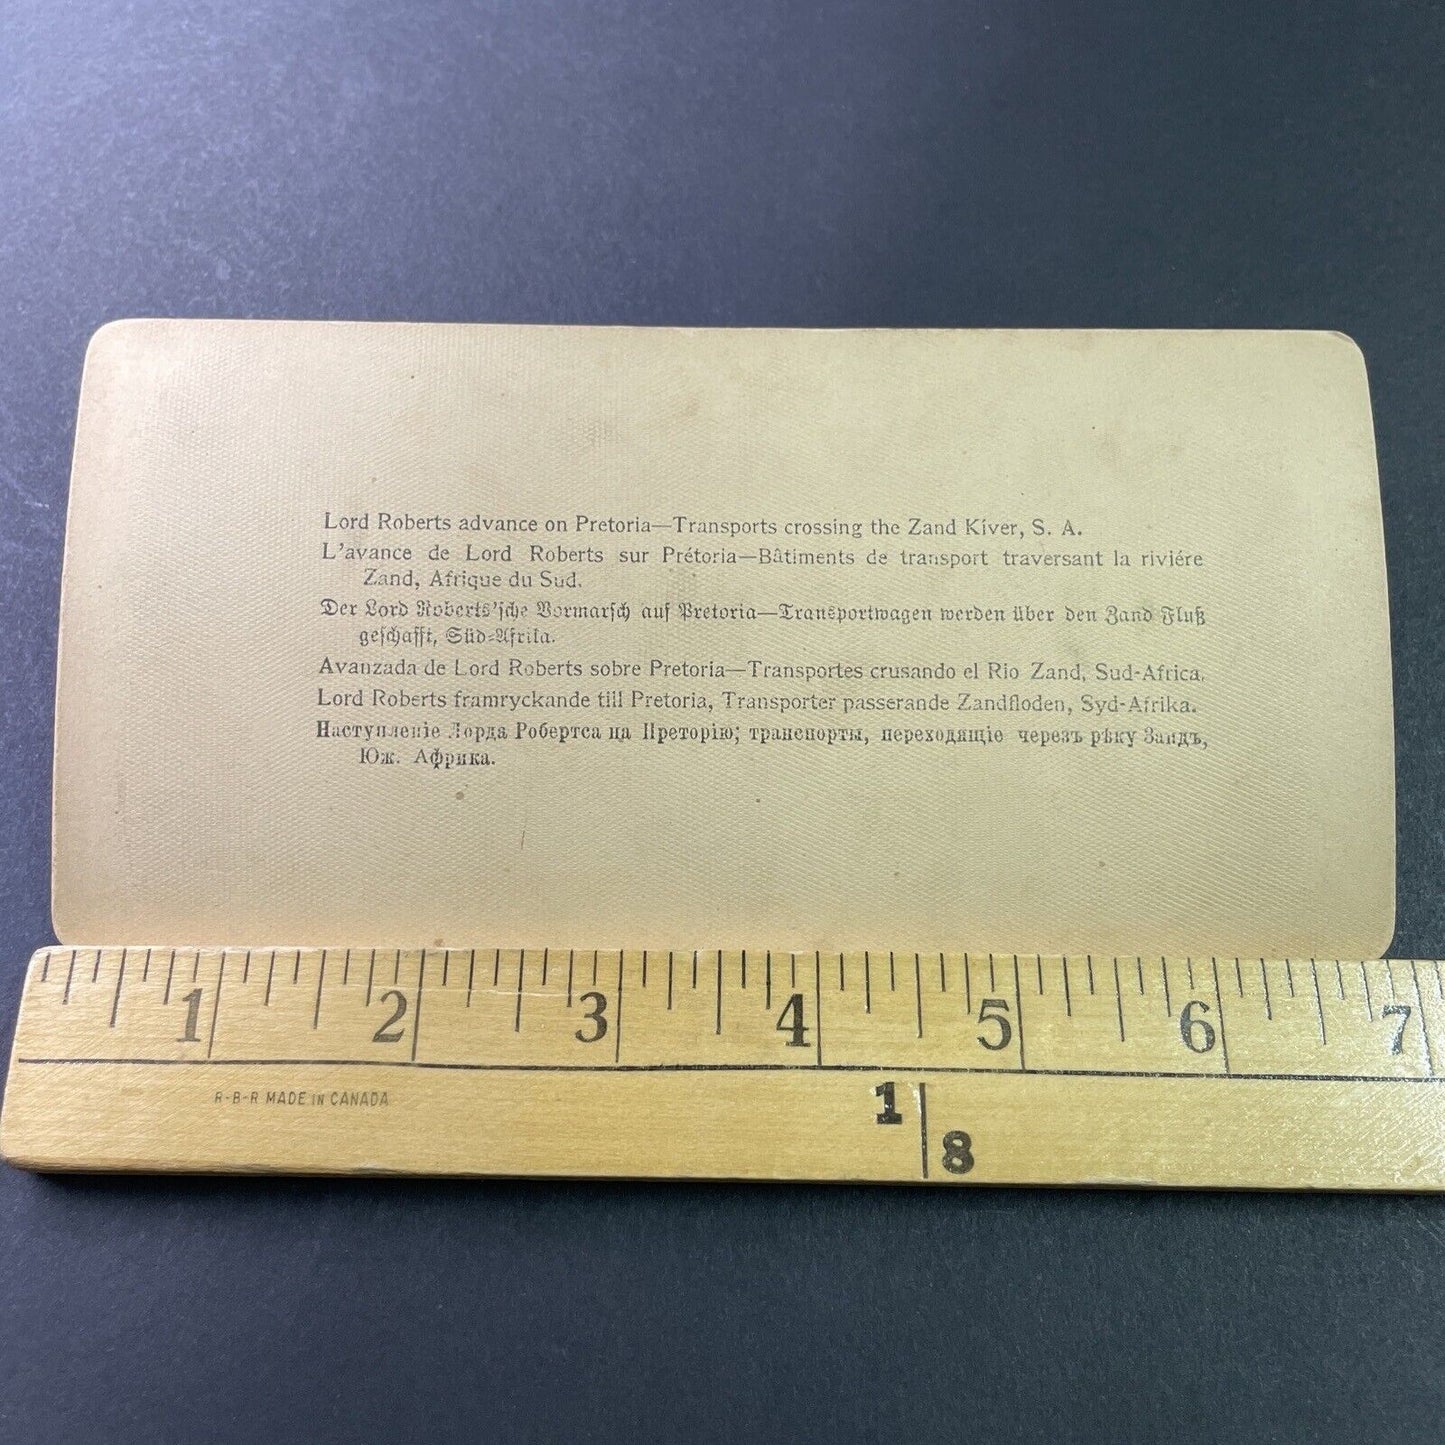 Lord Roberts advance on Pretoria—Transports crossing the Zand Kiver, S. A.
L'avance de Lord Roberts sur Prétoria—Bâtiments de transport traversant la riviére
Zand, Afrique du Sud.
Der Lord Roberts'sche Vormarsch auf Pretoria—Transportwagen werden über den Zand Fluß
geschafft, Süd-Afrika.
Avanzada de Lord Roberts sobre Pretoria—Transportes crusando el Rio Zand, Sud-Africa.
Lord Roberts framryckande till Pretoria, Transporter passerande Zandfloden, Syd-Afrika.
Наступленіе Лорда Робертса на Преторію; транспорты, переходящіе черезъ рѣку Зандъ,
Юж. Африка.
1 2 3 4 5 6 7
R-B-R MADE IN CANADA
1
8